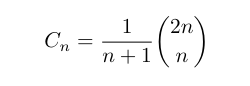 C_n = \frac{1}{n+1} \binom{2n}{n}